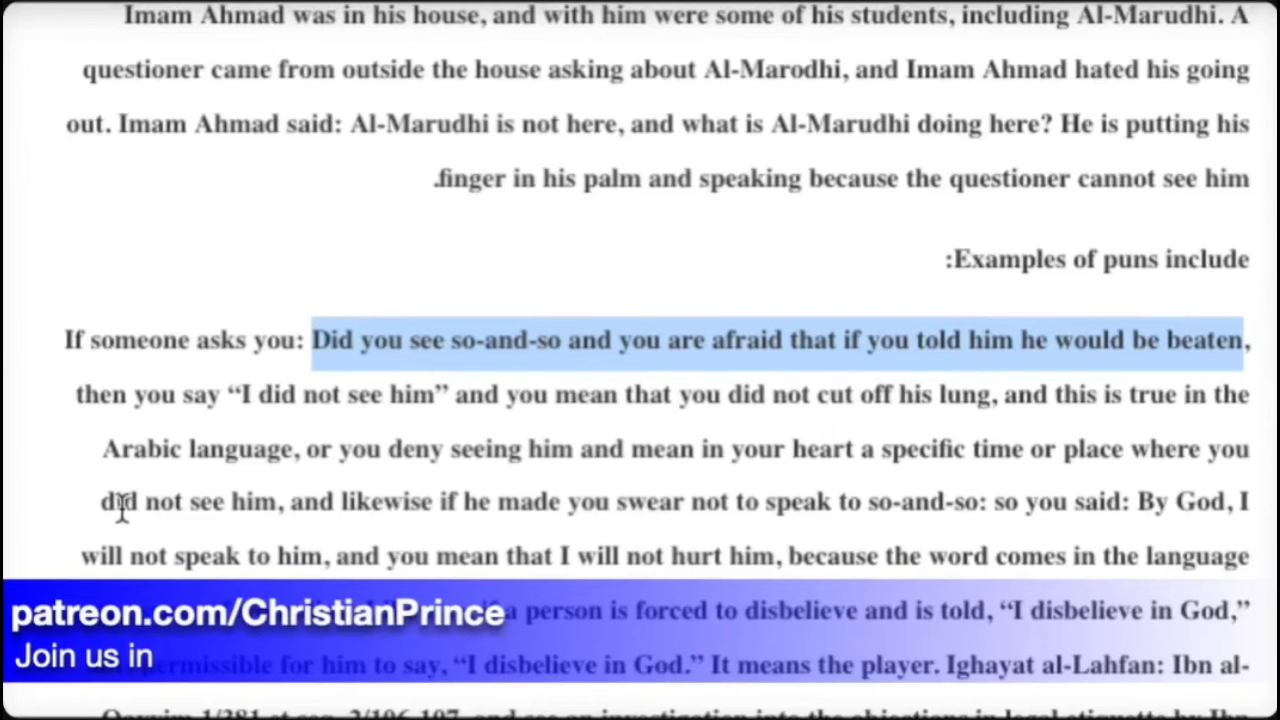 Imam Ahmad was in his house, and with him were some of his students, including Al-Marudhi. A
questioner came from outside the house asking about Al-Marodhi, and Imam Ahmad hated his going
out. Imam Ahmad said: Al-Marudhi is not here, and what is Al-Marudhi doing here? He is putting his
.finger in his palm and speaking because the questioner cannot see him
:Examples of puns include
If someone asks you: Did you see so-and-so and you are afraid that if you told him he would be beaten,
then you say “I did not see him” and you mean that you did not cut off his lung, and this is true in the
Arabic language, or you deny seeing him and mean in your heart a specific time or place where you
did not see him, and likewise if he made you swear not to speak to so-and-so: so you said: By God, I
will not speak to him, and you mean that I will not hurt him, because the word comes in the language
a person is forced to disbelieve and is told, “I disbelieve in God,”
permissible for him to say, “I disbelieve in God.” It means the player. Ighayat al-Lahfan: Ibn al-
patreon.com/ChristianPrince
Join us in